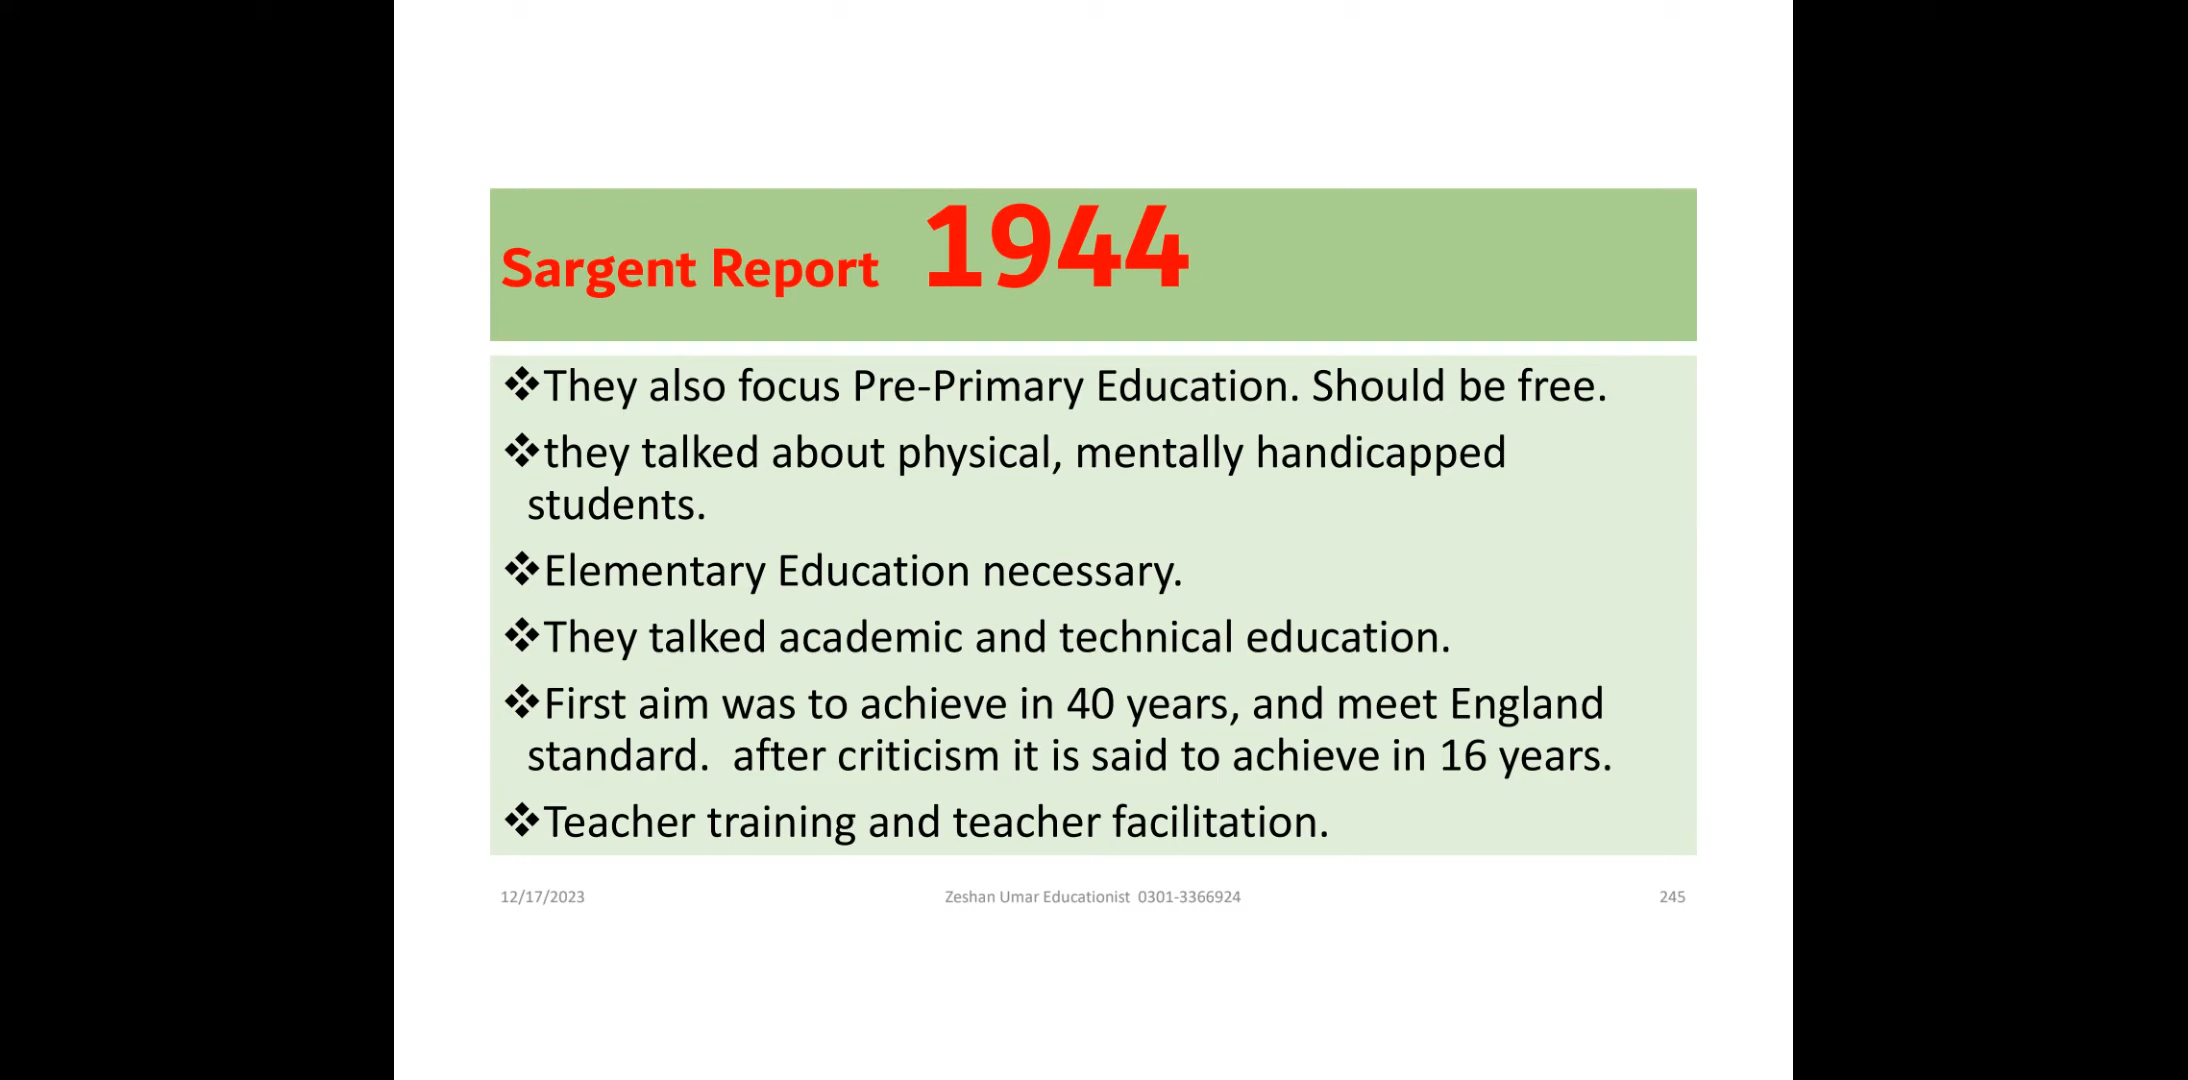 Sargent Report 1944
❖They also focus Pre-Primary Education. Should be free.
❖they talked about physical, mentally handicapped
students.
❖Elementary Education necessary.
❖They talked academic and technical education.
❖First aim was to achieve in 40 years, and meet England
standard.  after criticism it is said to achieve in 16 years.
❖Teacher training and teacher facilitation.
12/17/2023 Zeshan Umar Educationist 0301-3366924 245